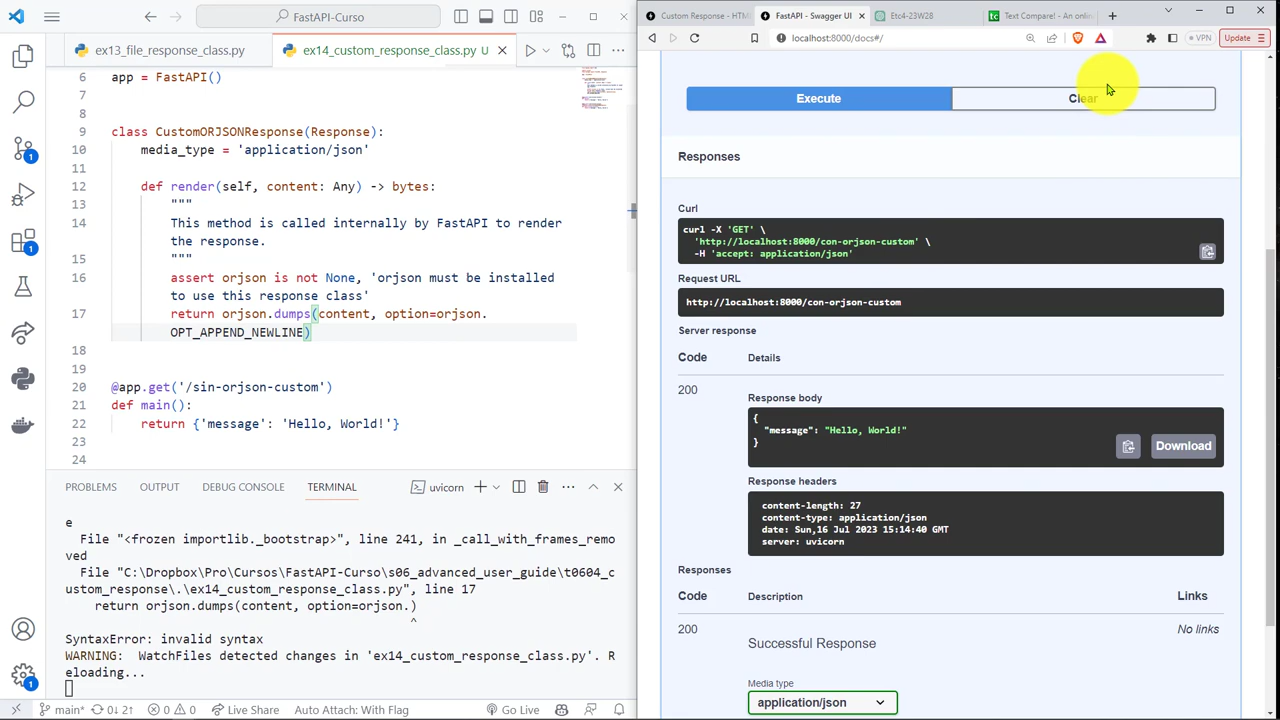 FastAPI-Curso
ex13_file_response_class.py
ex14_custom_response_class.py U
6 app = FastAPI()
7
8
9 class CustomORJSONResponse(Response):
10 media_type = 'application/json'
11
12 def render(self, content: Any) -> bytes:
13 """
14 This method is called internally by FastAPI to render
the response.
15 """
16 assert orjson is not None, 'orjson must be installed
to use this response class'
17 return orjson.dumps(content, option=orjson.
OPT_APPEND_NEWLINE)
18
19
20 @app.get('/sin-orjson-custom')
21 def main():
22 return {'message': 'Hello, World!'}
23
24
PROBLEMS OUTPUT DEBUG CONSOLE TERMINAL uvicorn
e
File "<frozen importlib._bootstrap>", line 241, in _call_with_frames_remo
ved
File "C:\Dropbox\Pro\Cursos\FastAPI-Curso\s06_advanced_user_guide\t0604_c
ustom_response\.\ex14_custom_response_class.py", line 17
return orjson.dumps(content, option=orjson.)
^
SyntaxError: invalid syntax
WARNING: WatchFiles detected changes in 'ex14_custom_response_class.py'. R
eloading...
1
1
1
main* 0↓ 2↑ 0 0 Live Share Auto Attach: With Flag Go Live
Custom Response - HTM
FastAPI - Swagger UI
Etc4-23W28
Text Compare! - An onlin
localhost:8000/docs#/
VPN
Update
Execute
Clear
Responses
Curl
curl -X 'GET' \
'http://localhost:8000/con-orjson-custom' \
-H 'accept: application/json'
Request URL
http://localhost:8000/con-orjson-custom
Server response
Code Details
200
Response body
{
"message": "Hello, World!"
}
Download
Response headers
content-length: 27
content-type: application/json
date: Sun,16 Jul 2023 15:14:40 GMT
server: uvicorn
Responses
Code Description Links
200
Successful Response
No links
Media type
application/json